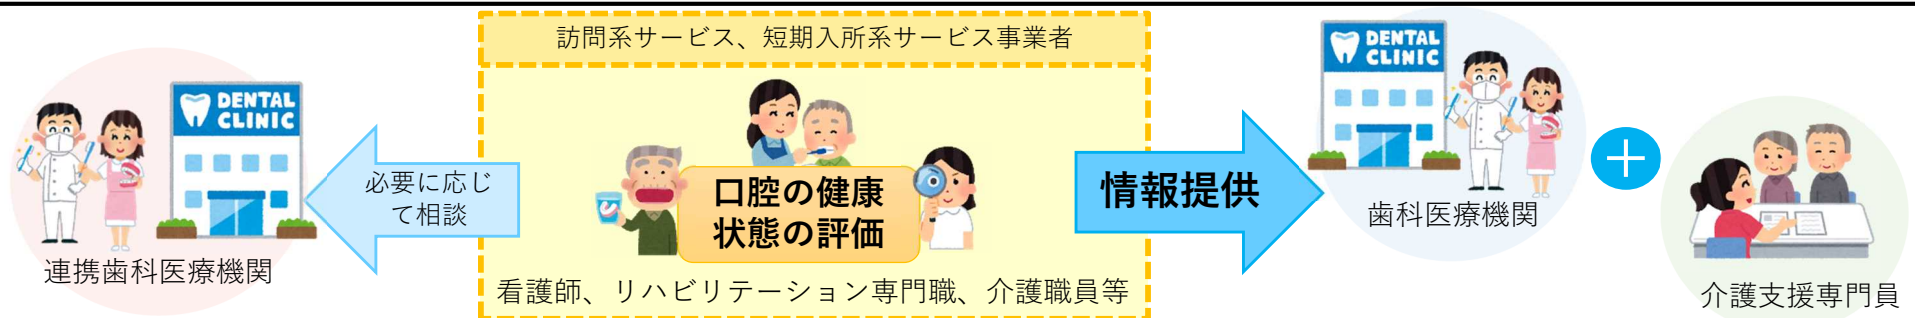 訪問系サービス、短期入所系サービス事業者
DENTAL
CLINIC
必要に応じ
て相談
連携歯科医療機関
口腔の健康
状態の評価
看護師、リハビリテーション専門職、介護職員等
情報提供
DENTAL
CLINIC
歯科医療機関
+
介護支援専門員